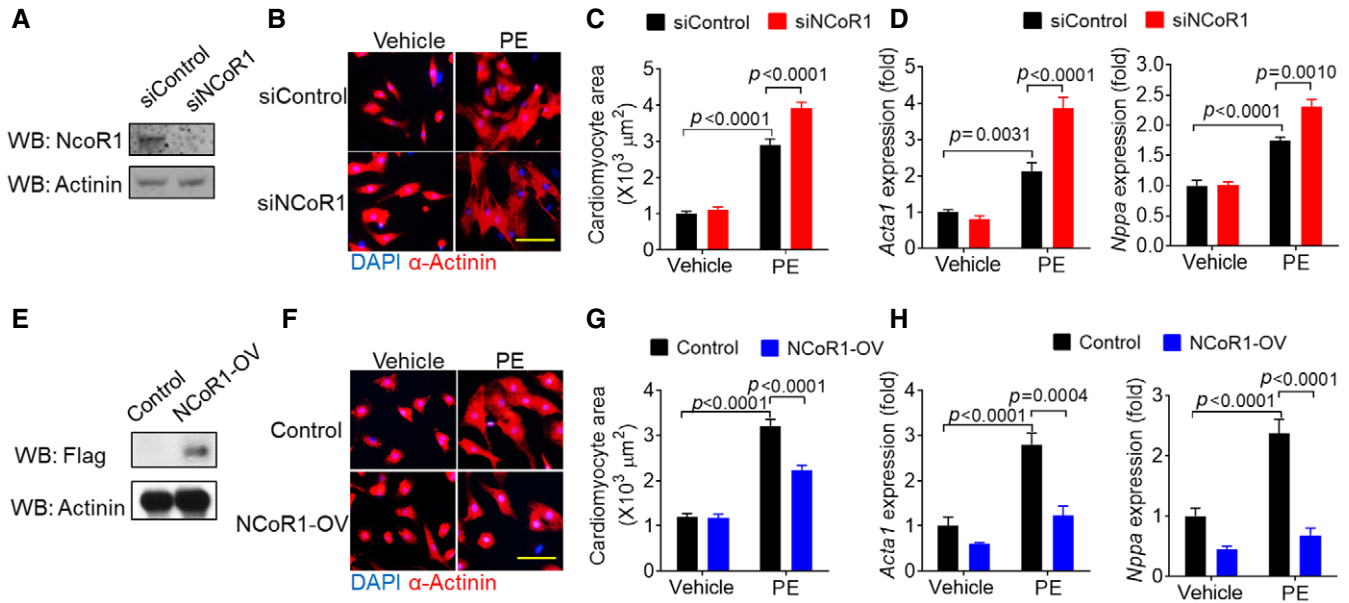 A
siControl
siNCoR1
WB: NcoR1
WB: Actinin
B
Vehicle
PE
siControl
siNCoR1
DAPI α-Actinin
C
siControl
siNCoR1
Cardiomyocyte area
(X10³ μm²)
5
4
3
2
1
0
p<0.0001
p<0.0001
Vehicle
PE
D
siControl
siNCoR1
Acta1 expression (fold)
5
4
3
2
1
0
p<0.0001
p=0.0031
Vehicle
PE
Nppa expression (fold)
3.0
2.5
2.0
1.5
1.0
0.5
0.0
p=0.0010
p<0.0001
Vehicle
PE
E
Control
NCoR1-OV
WB: Flag
WB: Actinin
F
Vehicle
PE
Control
NCoR1-OV
DAPI α-Actinin
G
Control
NCoR1-OV
Cardiomyocyte area
(X10³ μm²)
4
3
2
1
0
p<0.0001
p<0.0001
Vehicle
PE
H
Control
NCoR1-OV
Acta1 expression (fold)
4
3
2
1
0
p=0.0004
p<0.0001
Vehicle
PE
Nppa expression (fold)
3
2
1
0
p<0.0001
p<0.0001
Vehicle
PE